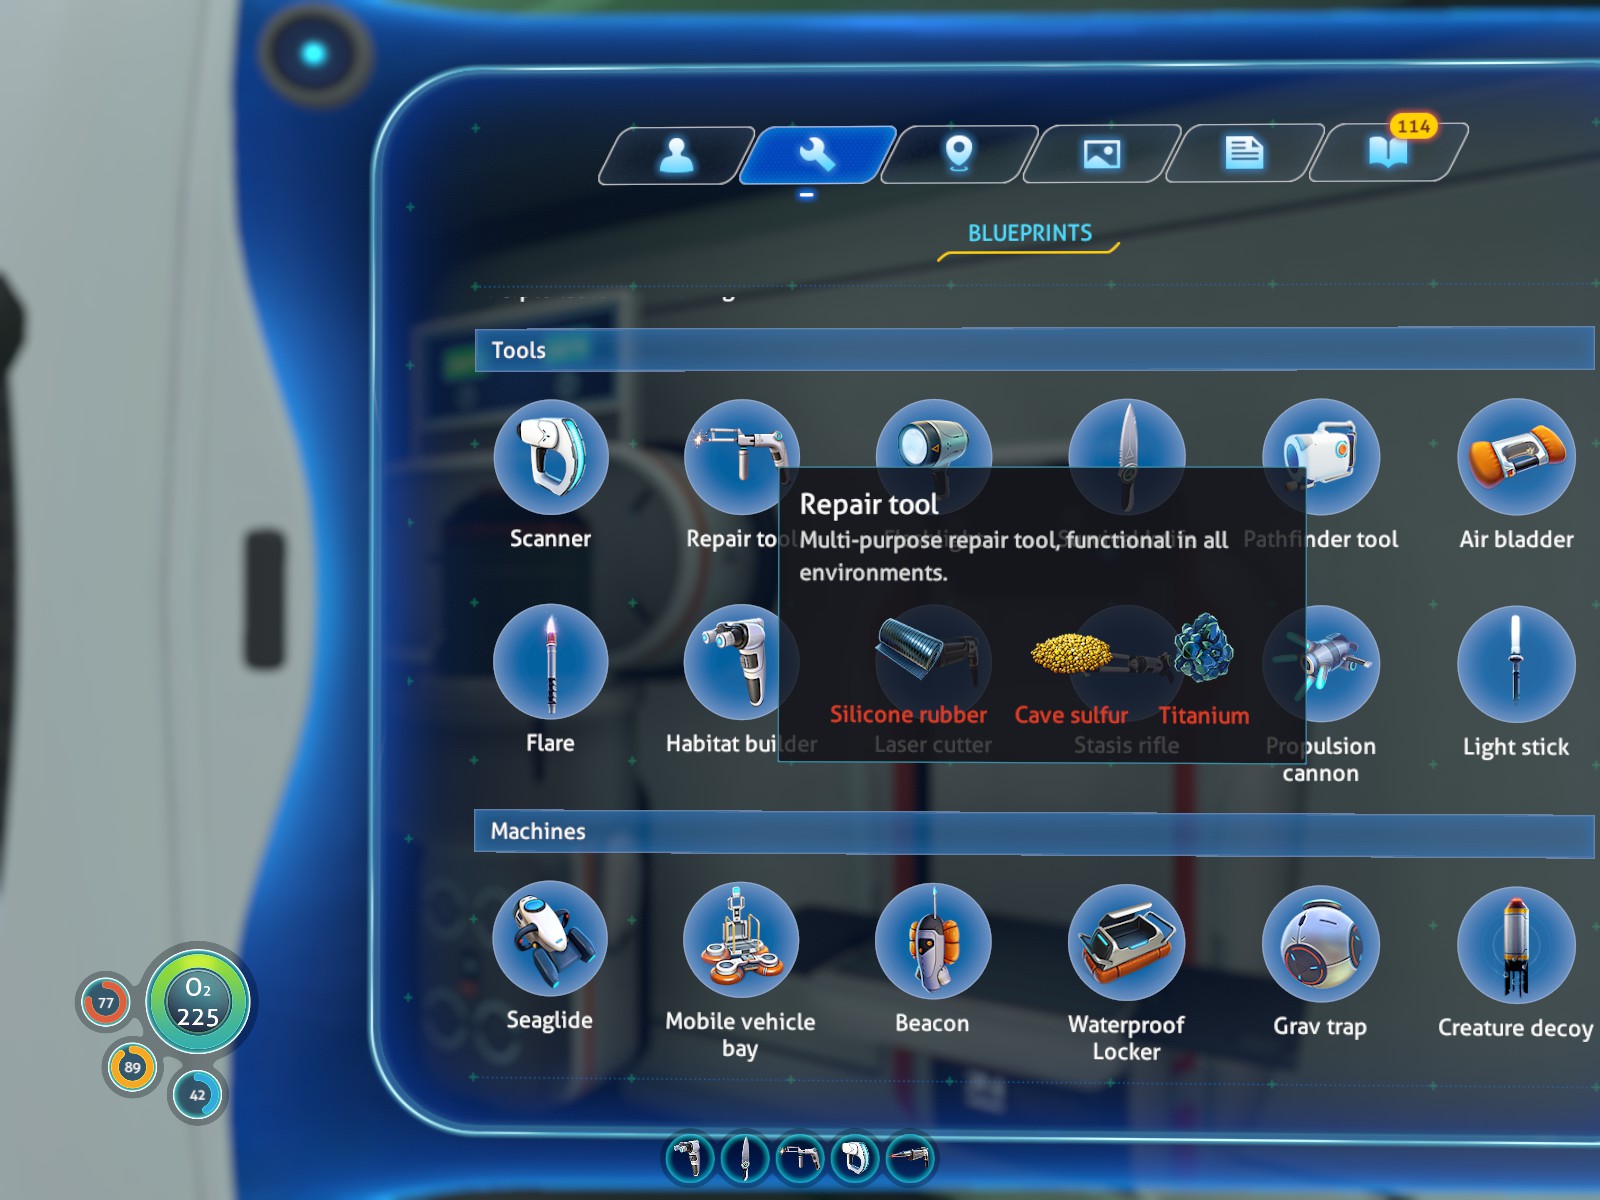 114
BLUEPRINTS
Tools
Scanner
Repair tool
Pathfinder tool
Air bladder
Repair tool
Multi-purpose repair tool, functional in all
environments.
Silicone rubber
Cave sulfur
Titanium
Flare
Habitat builder
Laser cutter
Stasis rifle
Propulsion
cannon
Light stick
Machines
Seaglide
Mobile vehicle
bay
Beacon
Waterproof
Locker
Grav trap
Creature decoy
77
O₂
225
89
42